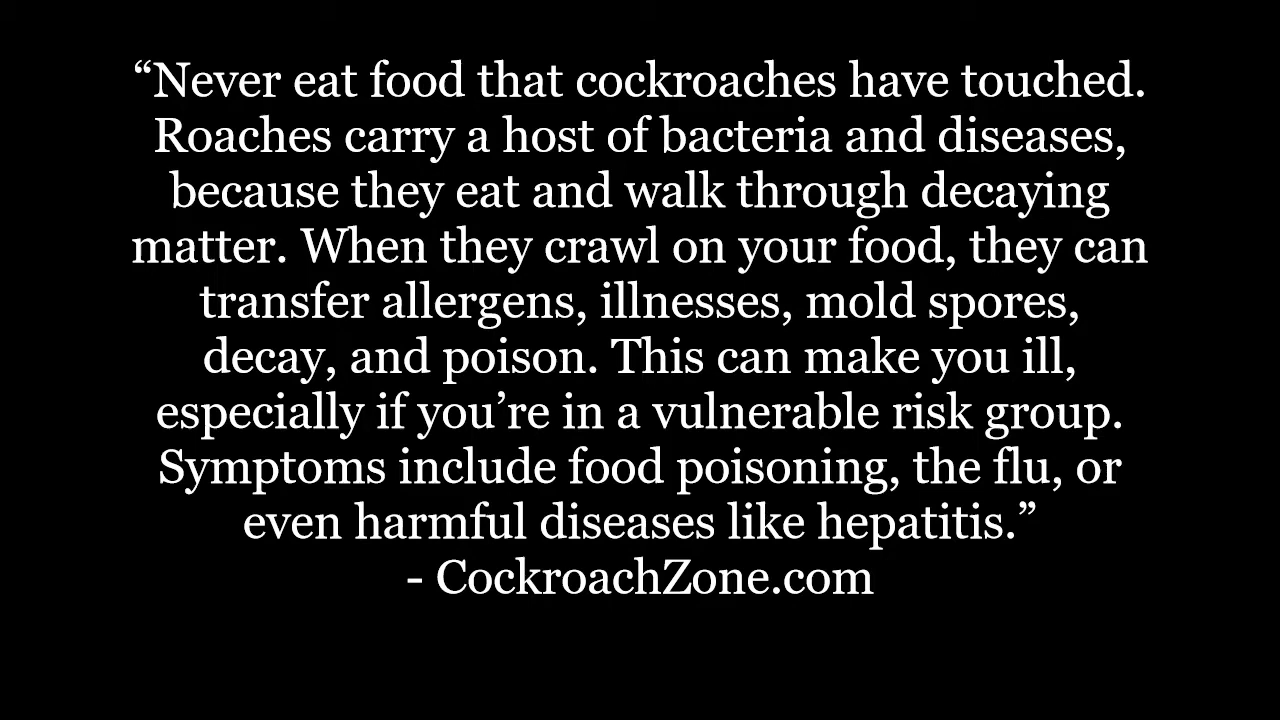 “Never eat food that cockroaches have touched.
Roaches carry a host of bacteria and diseases,
because they eat and walk through decaying
matter. When they crawl on your food, they can
transfer allergens, illnesses, mold spores,
decay, and poison. This can make you ill,
especially if you’re in a vulnerable risk group.
Symptoms include food poisoning, the flu, or
even harmful diseases like hepatitis.”
- CockroachZone.com